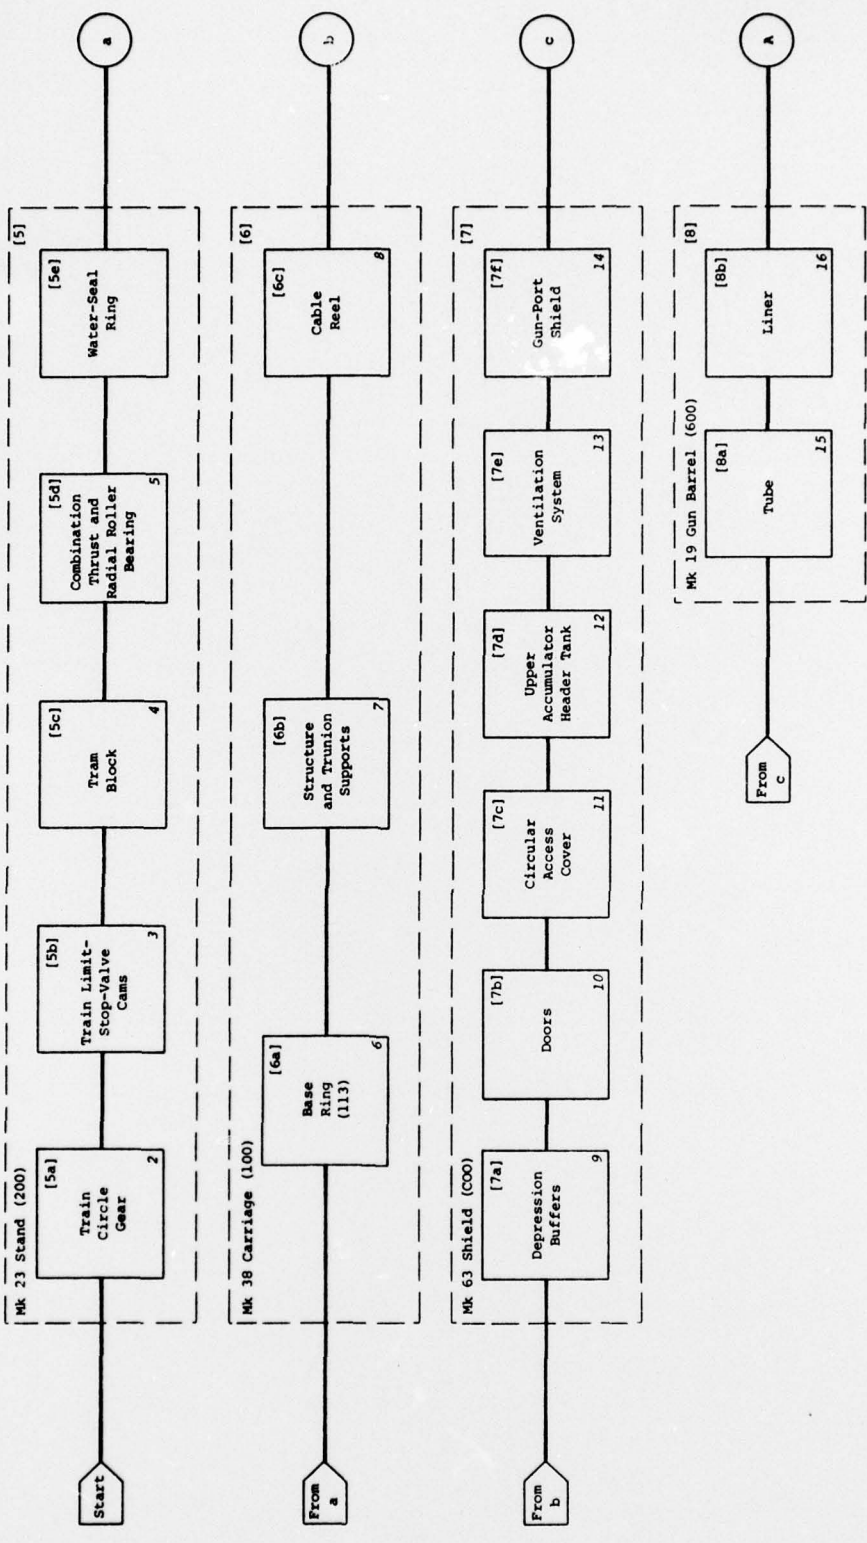 Start
Mk 23 Stand (200)
[5]
[5a]
Train
Circle
Gear
2
[5b]
Train Limit-
Stop-Valve
Cams
3
[5c]
Tram
Block
4
[5d]
Combination
Thrust and
Radial Roller
Bearing
5
[5e]
Water-Seal
Ring
a
From
a
Mk 38 Carriage (100)
[6]
[6a]
Base
Ring
(113)
6
[6b]
Structure
and Trunion
Supports
7
[6c]
Cable
Reel
8
b
From
b
Mk 63 Shield (C00)
[7]
[7a]
Depression
Buffers
9
[7b]
Doors
10
[7c]
Circular
Access
Cover
11
[7d]
Upper
Accumulator
Header Tank
12
[7e]
Ventilation
System
13
[7f]
Gun-Port
Shield
14
c
From
c
Mk 19 Gun Barrel (600)
[8]
[8a]
Tube
15
[8b]
Liner
16
A